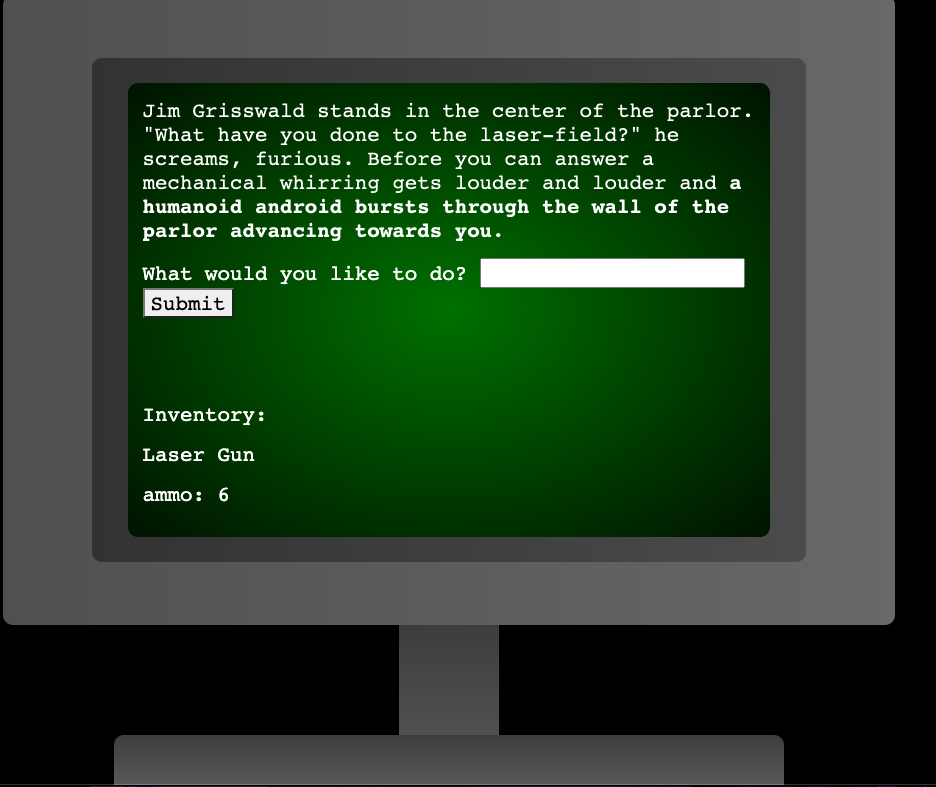 Jim Grisswald stands in the center of the parlor.
"What have you done to the laser-field?" he
screams, furious. Before you can answer a
mechanical whirring gets louder and louder and a
humanoid android bursts through the wall of the
parlor advancing towards you.
What would you like to do?
Submit
Inventory:
Laser Gun
ammo: 6